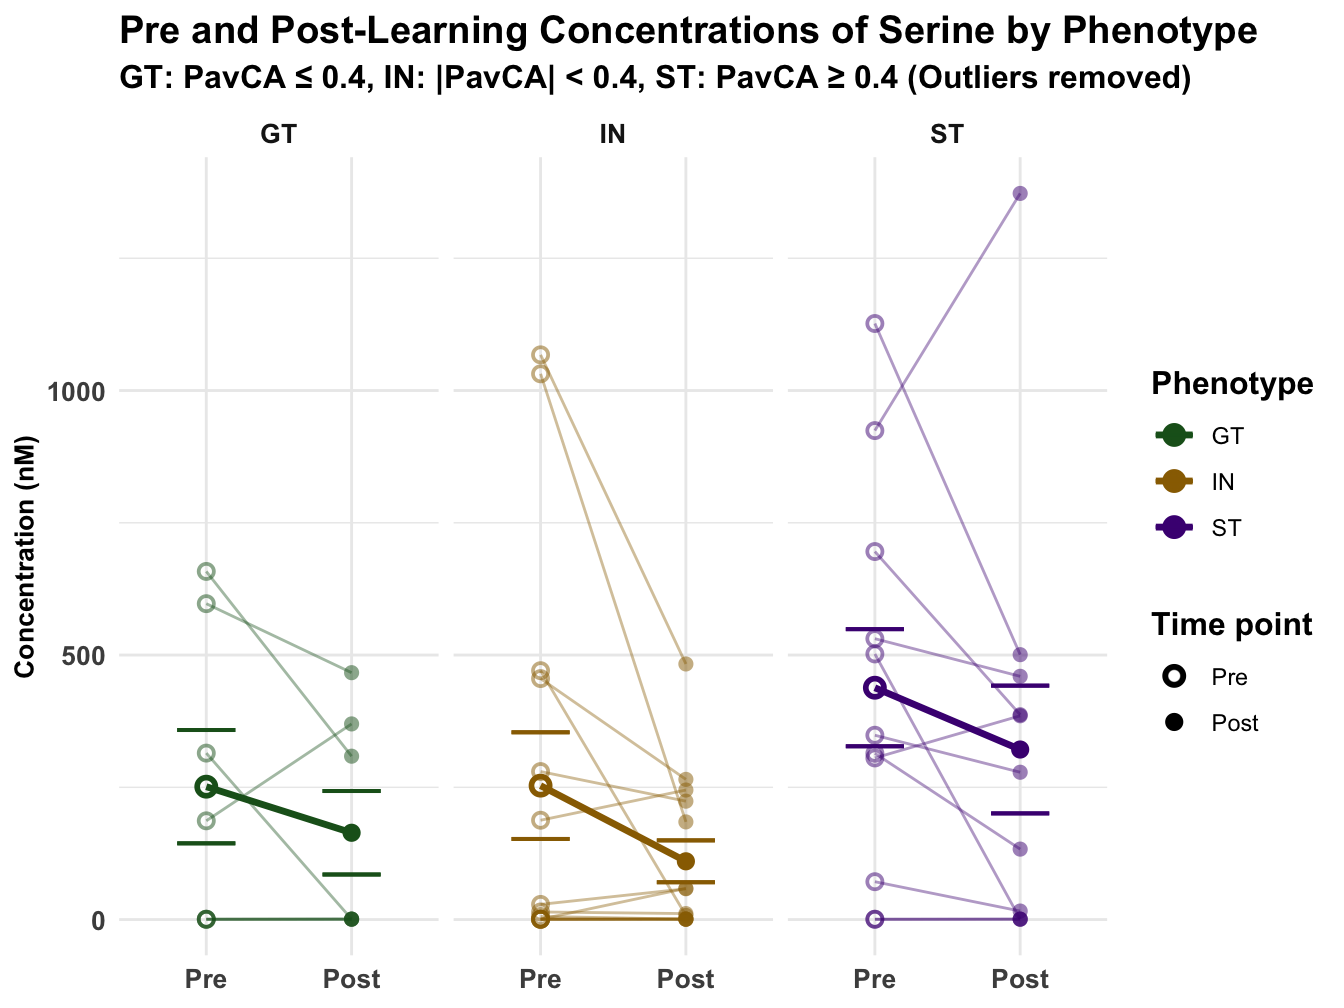 Pre and Post-Learning Concentrations of Serine by Phenotype
GT: PavCA ≤ 0.4, IN: |PavCA| < 0.4, ST: PavCA ≥ 0.4 (Outliers removed)
GT
IN
ST
Concentration (nM)
1000
500
0
Pre
Post
Pre
Post
Pre
Post
Phenotype
GT
IN
ST
Time point
Pre
Post